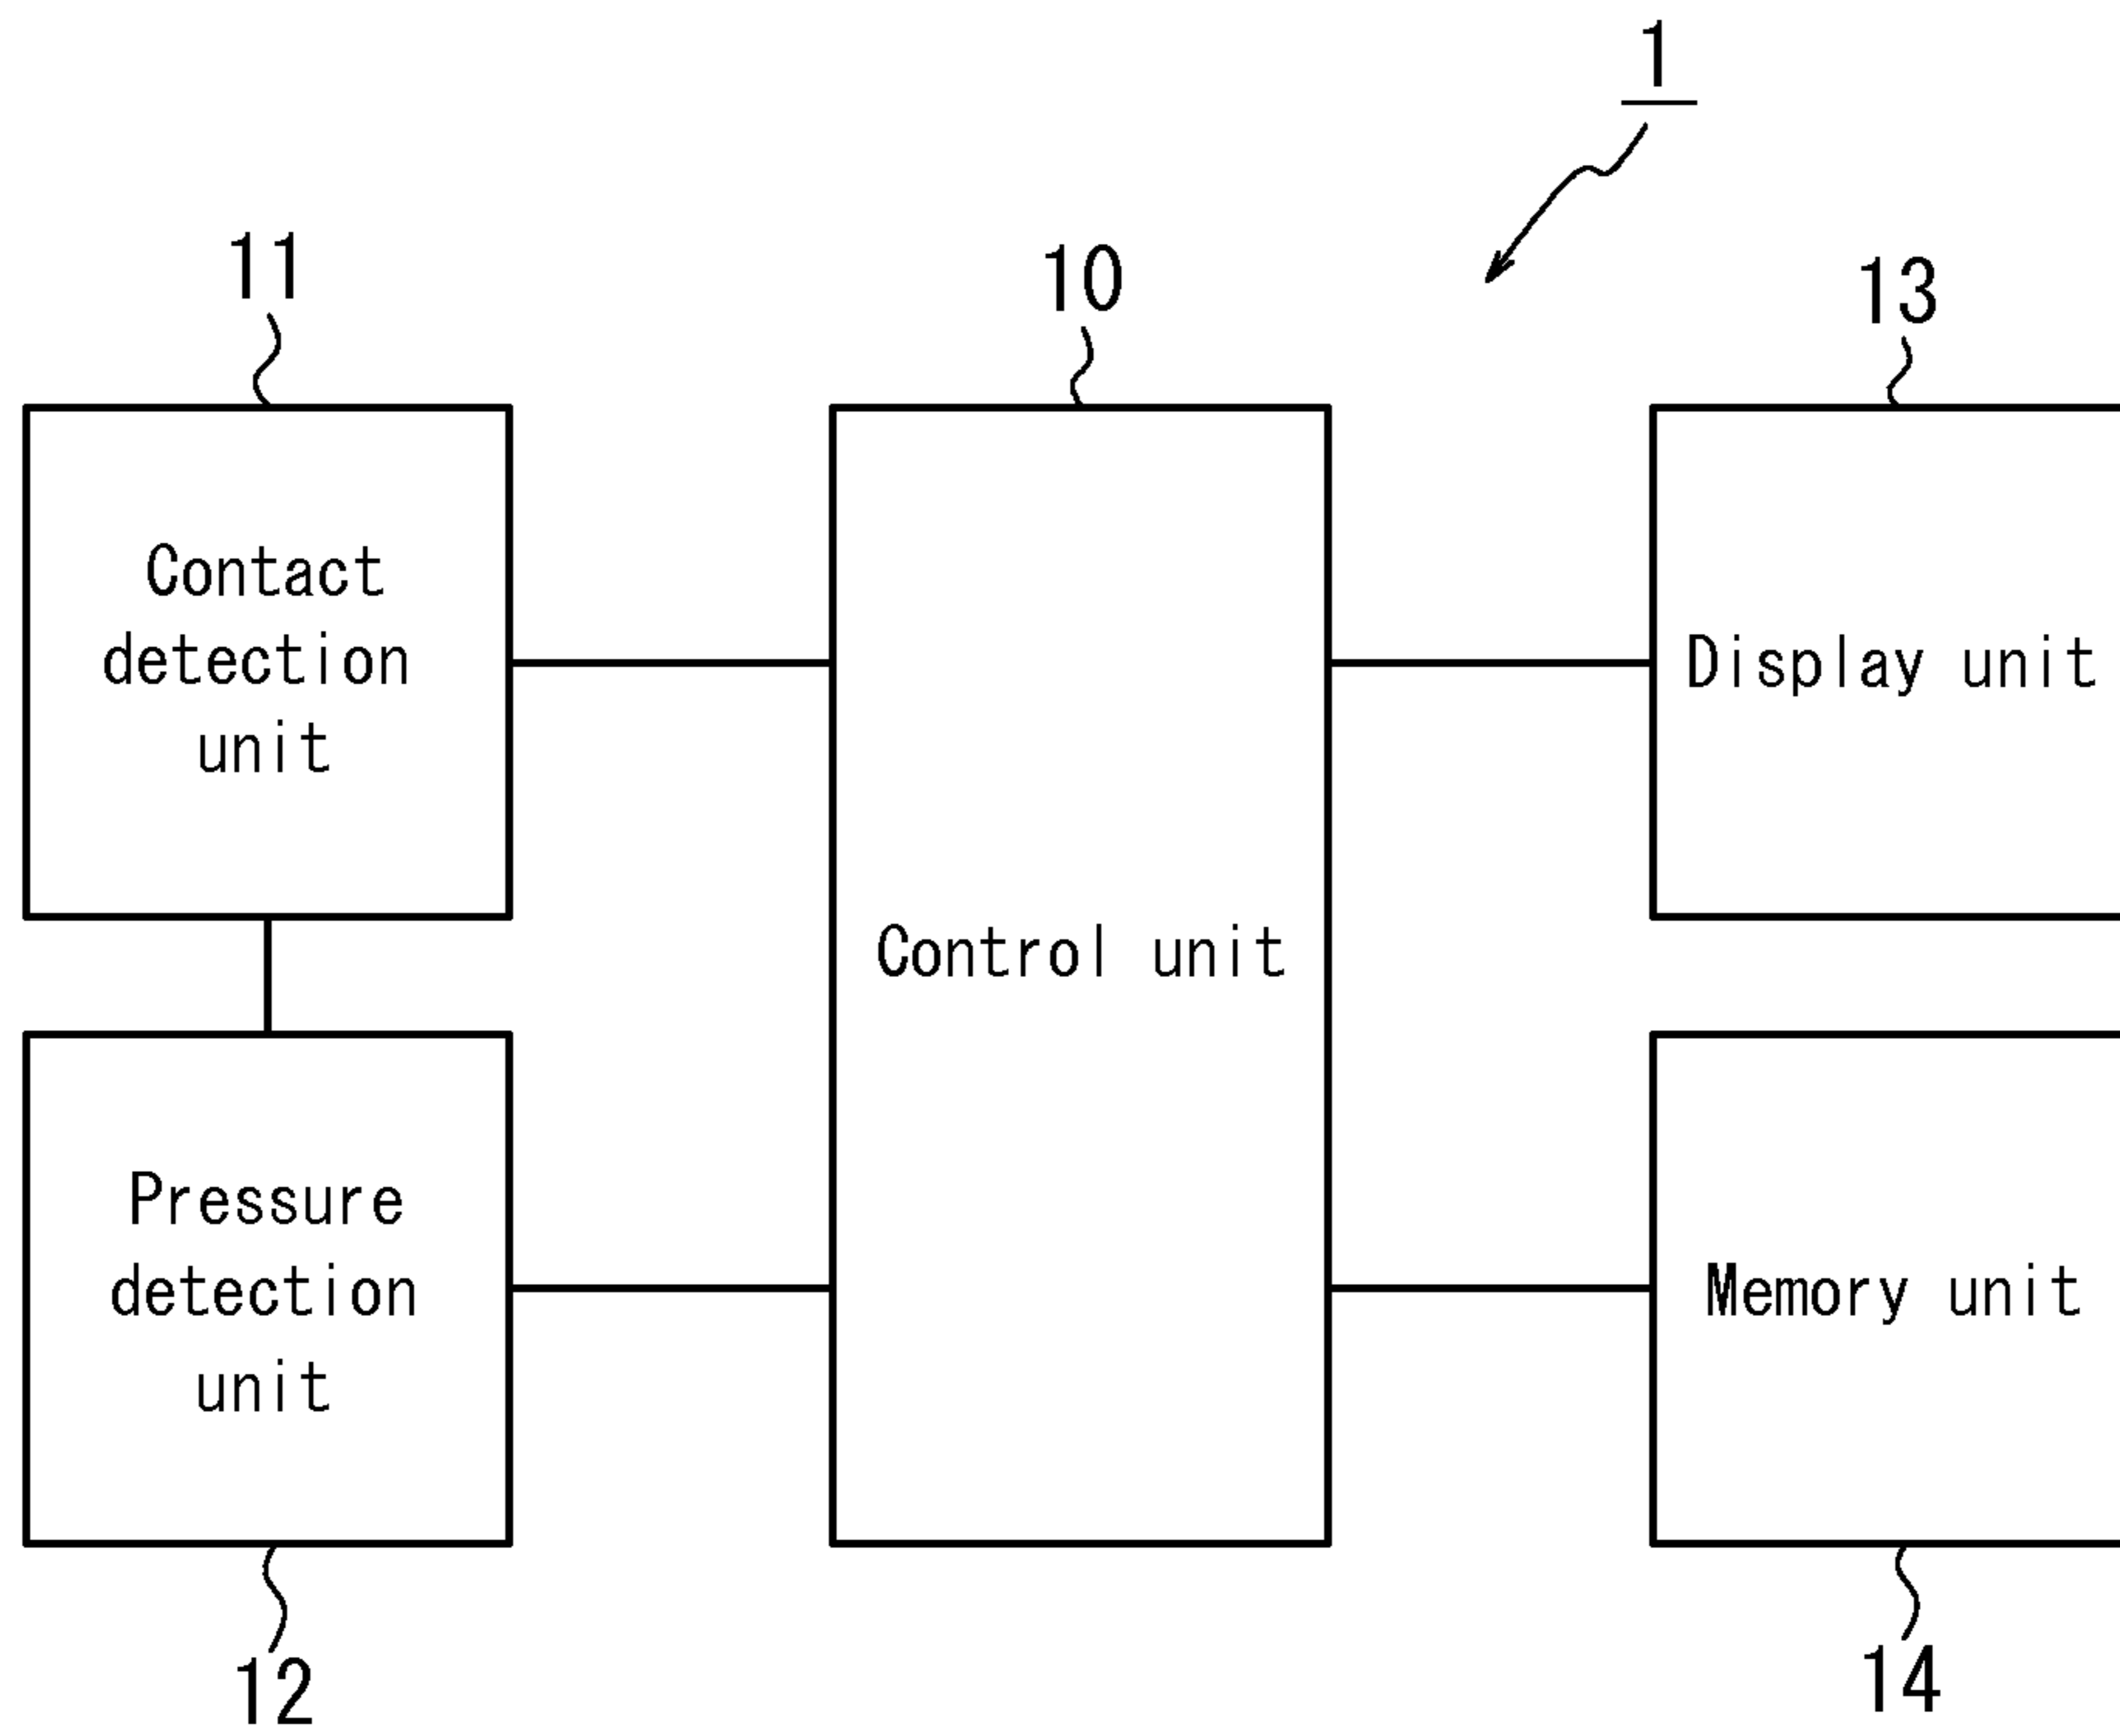 1
11
10
13
Contact
detection
unit
Control unit
Display unit
Pressure
detection
unit
Memory unit
12
14